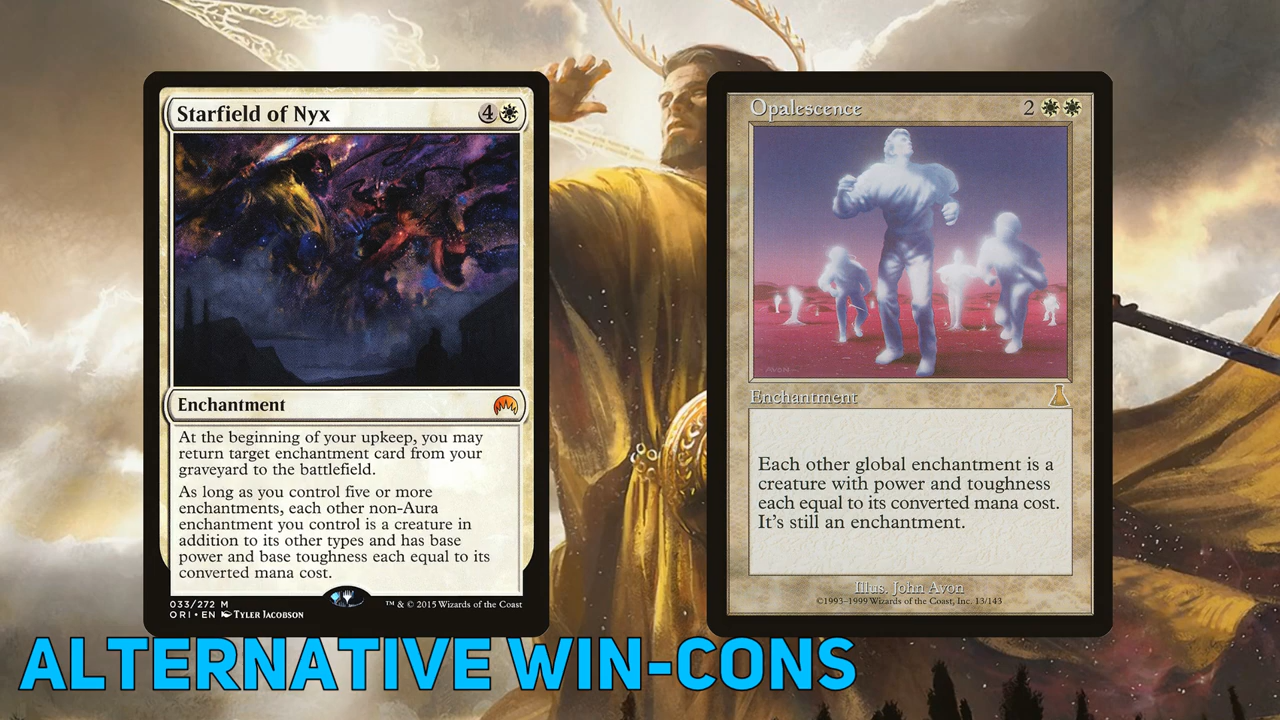 Starfield of Nyx 4
Enchantment
At the beginning of your upkeep, you may
return target enchantment card from your
graveyard to the battlefield.
As long as you control five or more
enchantments, each other non-Aura
enchantment you control is a creature in
addition to its other types and has base
power and base toughness each equal to its
converted mana cost.
033/272 M
ORI • EN Tyler Jacobson
™ & © 2015 Wizards of the Coast
Opalescence 2
AVON
Enchantment
Each other global enchantment is a
creature with power and toughness
each equal to its converted mana cost.
It's still an enchantment.
Illus. John Avon
©1993-1999 Wizards of the Coast, Inc. 13/143
ALTERNATIVE WIN-CONS